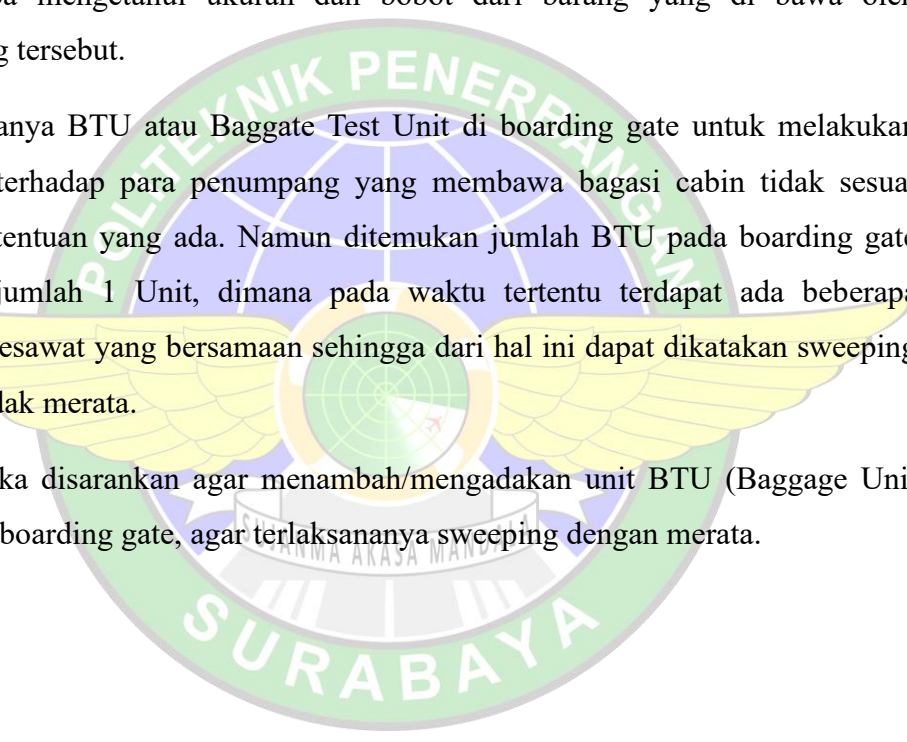 mengetahui ukuran dan bobot dari barang yang di bawa oleh
tersebut.
anya BTU atau Baggate Test Unit di boarding gate untuk melakukan
terhadap para penumpang yang membawa bagasi cabin tidak sesua
tentuan yang ada. Namun ditemukan jumlah BTU pada boarding gate
jumlah 1 Unit, dimana pada waktu tertentu terdapat ada beberapa
esawat yang bersamaan sehingga dari hal ini dapat dikatakan sweeping
dak merata.
ka disarankan agar menambah/mengadakan unit BTU (Baggage Uni
boarding gate, agar terlaksananya sweeping dengan merata.
POLITEKNIK PENERBANGAN
SURABAYA